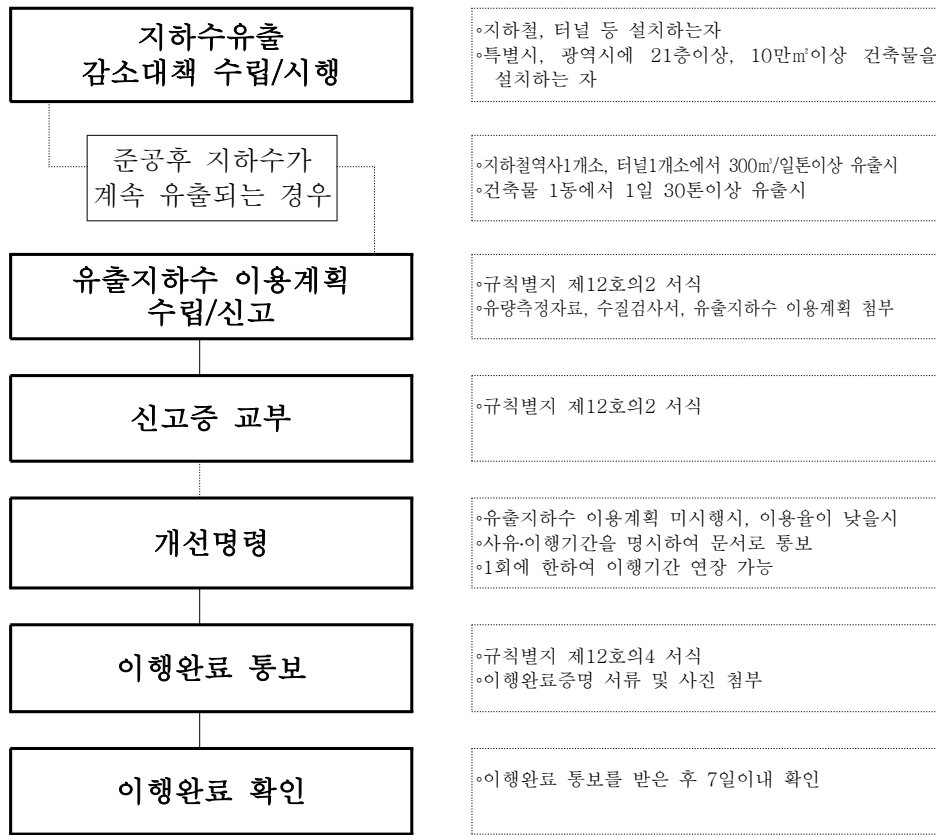 지하수유출
감소대책 수립/시행
◦지하철, 터널 등 설치하는자
◦특별시, 광역시에 21층이상, 10만㎡이상 건축물을
설치하는 자
준공후 지하수가
계속 유출되는 경우
◦지하철역사1개소, 터널1개소에서 300㎥/일톤이상 유출시
◦건축물 1동에서 1일 30톤이상 유출시
유출지하수 이용계획
수립/신고
◦규칙별지 제12호의2 서식
◦유량측정자료, 수질검사서, 유출지하수 이용계획 첨부
신고증 교부
◦규칙별지 제12호의2 서식
개선명령
◦유출지하수 이용계획 미시행시, 이용율이 낮을시
◦사유·이행기간을 명시하여 문서로 통보
◦1회에 한하여 이행기간 연장 가능
이행완료 통보
◦규칙별지 제12호의4 서식
◦이행완료증명 서류 및 사진 첨부
이행완료 확인
◦이행완료 통보를 받은 후 7일이내 확인